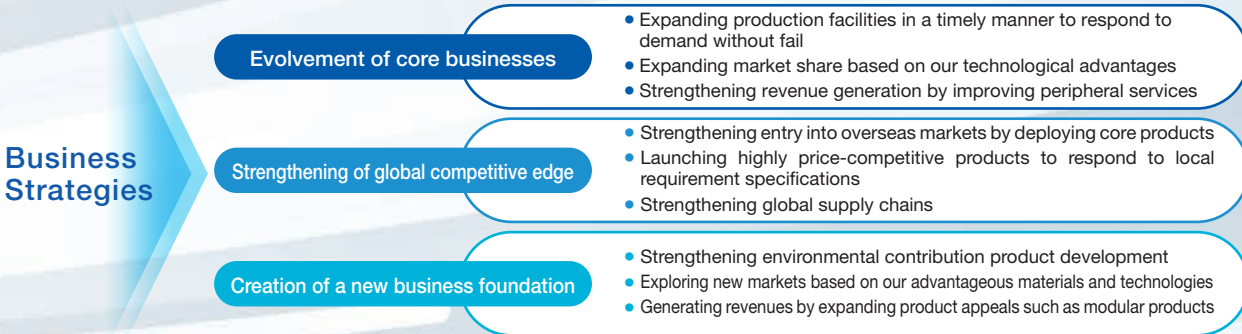 Business
Strategies
Evolvement of core businesses
• Expanding production facilities in a timely manner to respond to
demand without fail
• Expanding market share based on our technological advantages
• Strengthening revenue generation by improving peripheral services
Strengthening of global competitive edge
• Strengthening entry into overseas markets by deploying core products
• Launching highly price-competitive products to respond to local
requirement specifications
• Strengthening global supply chains
Creation of a new business foundation
• Strengthening environmental contribution product development
• Exploring new markets based on our advantageous materials and technologies
• Generating revenues by expanding product appeals such as modular products